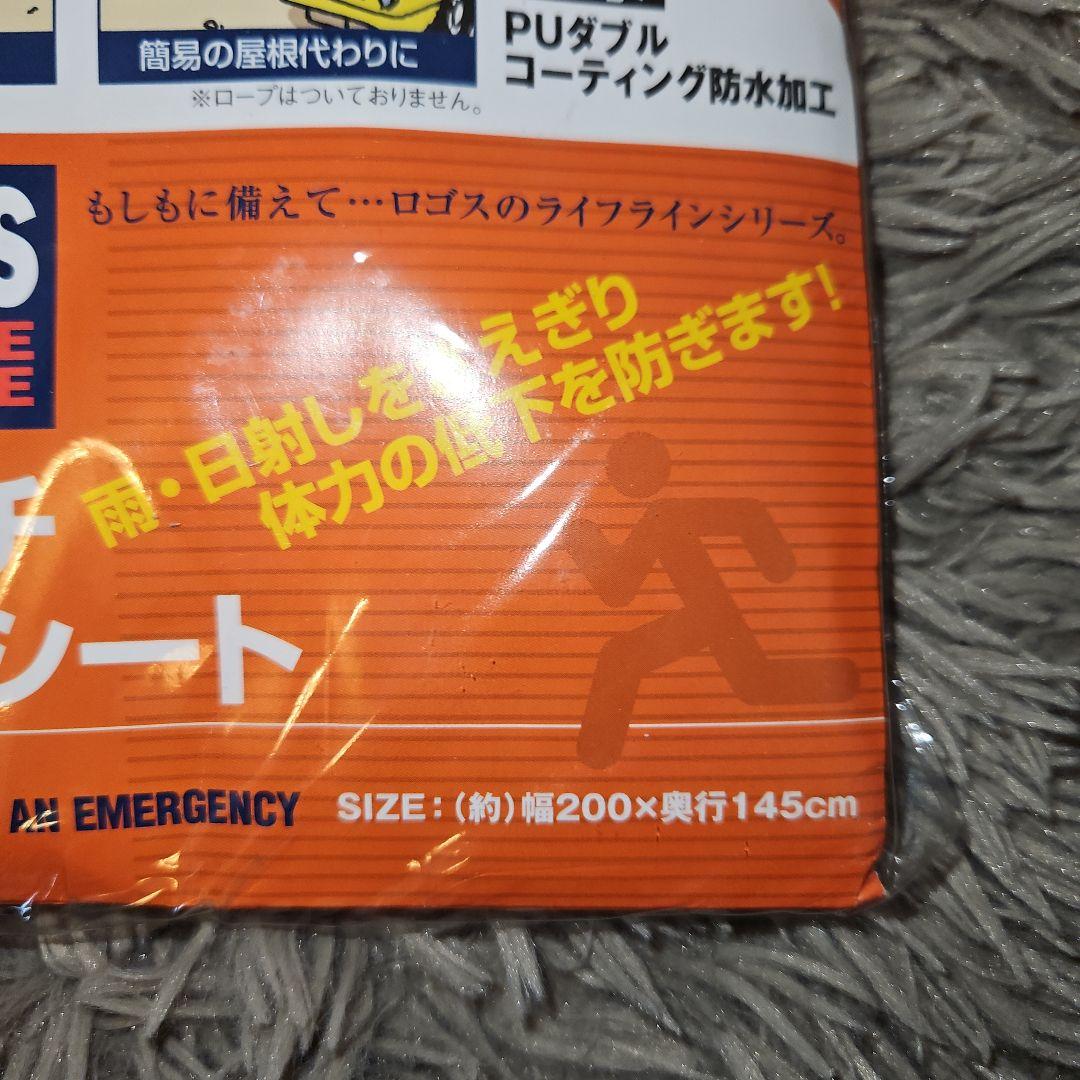 簡易の屋根代わりに
※ロープはついておりません。
PUダブル
コーティング防水加工
S
E
E
もしもに備えて…ロゴスのライフラインシリーズ。
雨・日射しをさえぎり
体力の低下を防ぎます!
チ
シート
AN EMERGENCY
SIZE:(約)幅200×奥行145cm